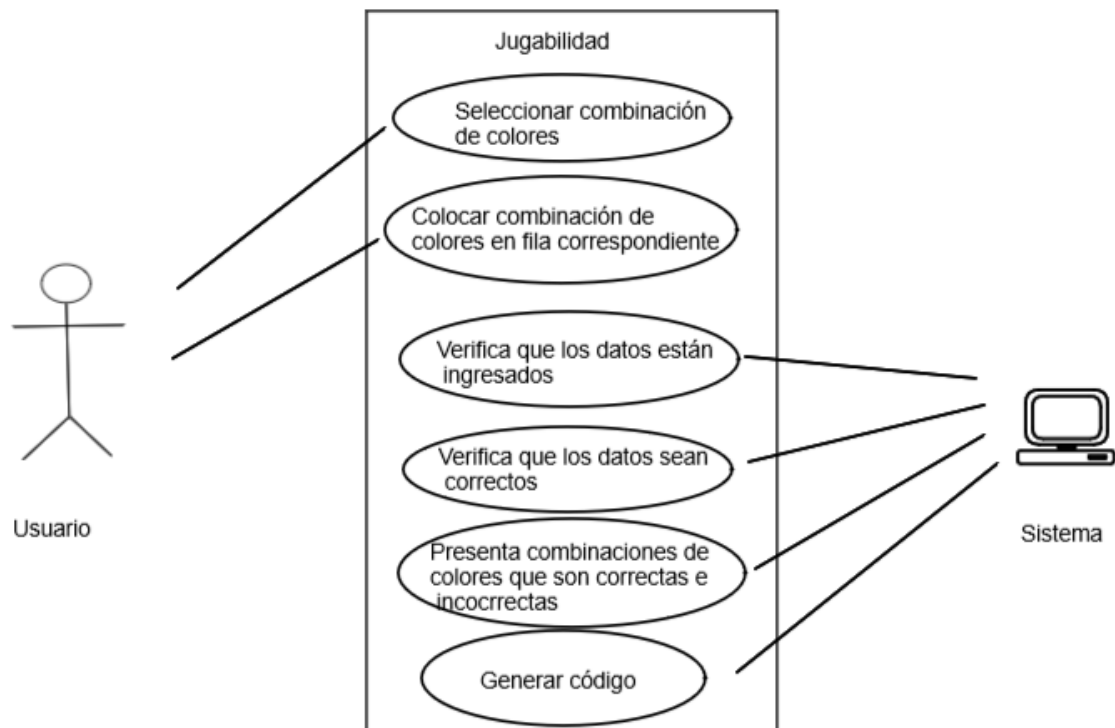 Jugabilidad
Seleccionar combinación
de colores
Colocar combinación de
colores en fila correspondiente
Verifica que los datos están
ingresados
Verifica que los datos sean
correctos
Presenta combinaciones de
colores que son correctas e
incocrrectas
Generar código
Usuario
Sistema